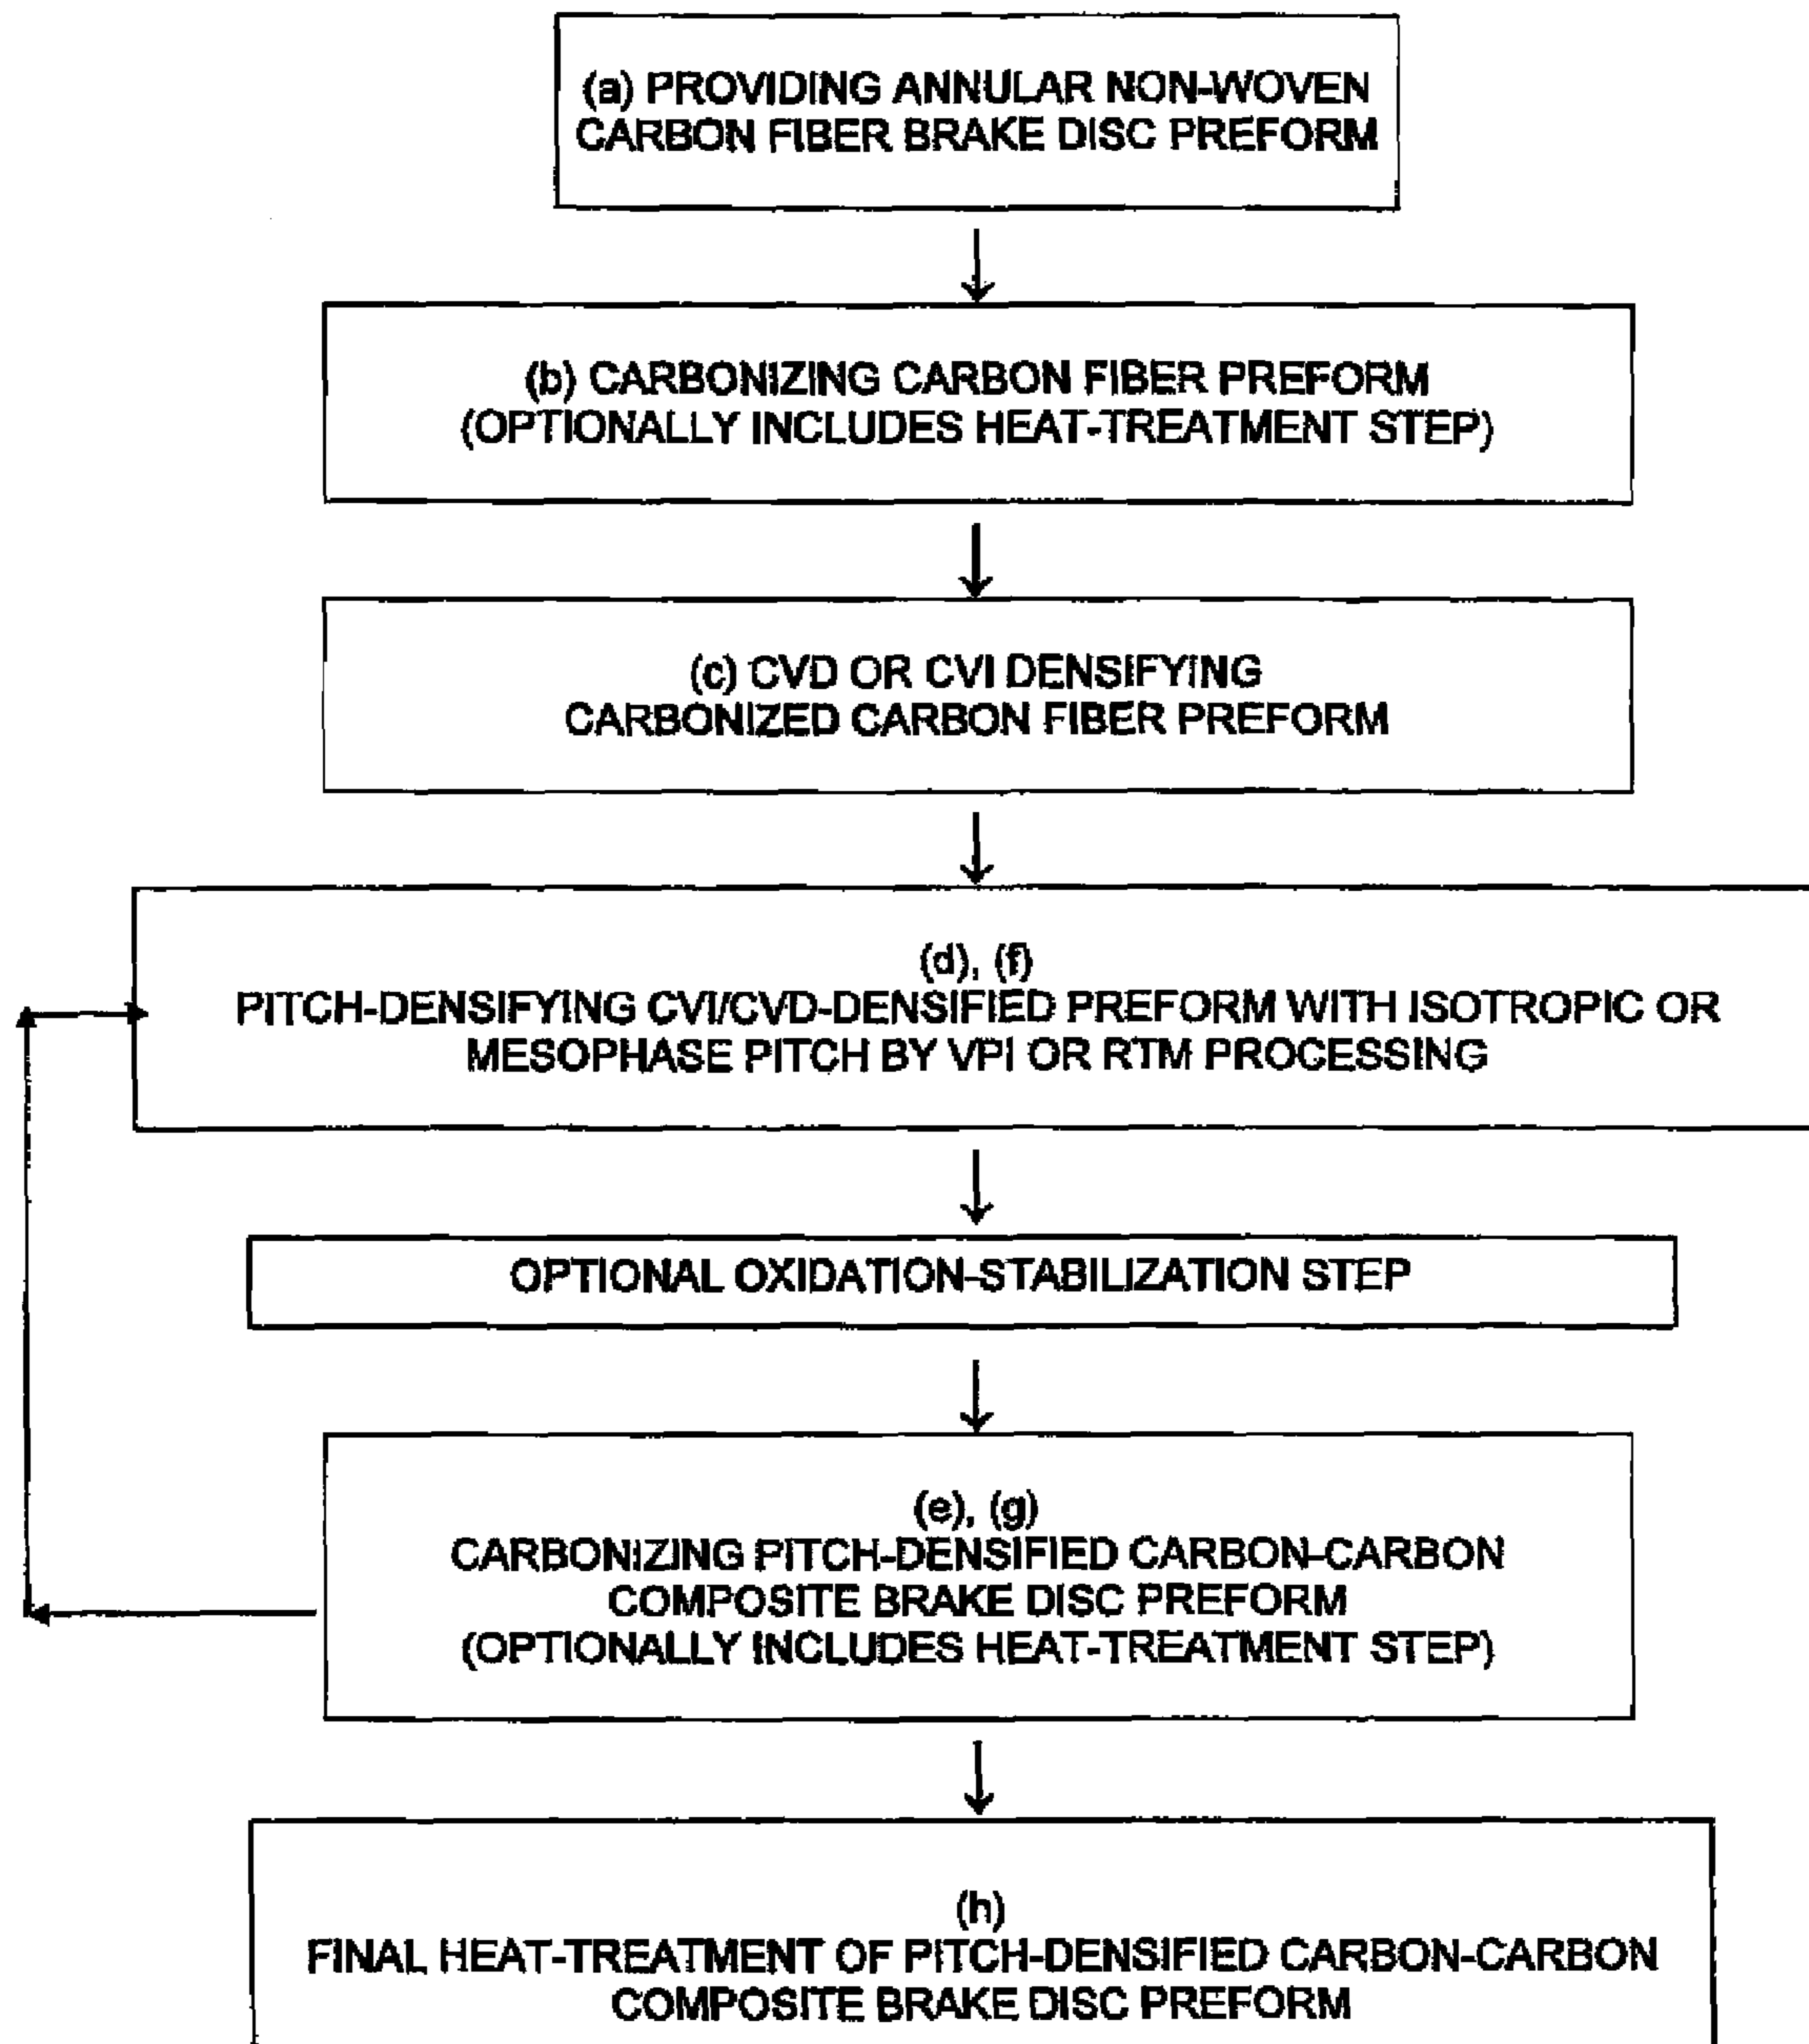 (a) PROVIDING ANNULAR NON-WOVEN
CARBON FIBER BRAKE DISC PREFORM
(b) CARBONIZING CARBON FIBER PREFORM
(OPTIONALLY INCLUDES HEAT-TREATMENT STEP)
(c) CVD OR CVI DENSIFYING
CARBONIZED CARBON FIBER PREFORM
(d), (f)
PITCH-DENSIFYING CVI/CVD-DENSIFIED PREFORM WITH ISOTROPIC OR
MESOPHASE PITCH BY VPI OR RTM PROCESSING
OPTIONAL OXIDATION-STABILIZATION STEP
(e), (g)
CARBONIZING PITCH-DENSIFIED CARBON-CARBON
COMPOSITE BRAKE DISC PREFORM
(OPTIONALLY INCLUDES HEAT-TREATMENT STEP)
(h)
FINAL HEAT-TREATMENT OF PITCH-DENSIFIED CARBON-CARBON
COMPOSITE BRAKE DISC PREFORM